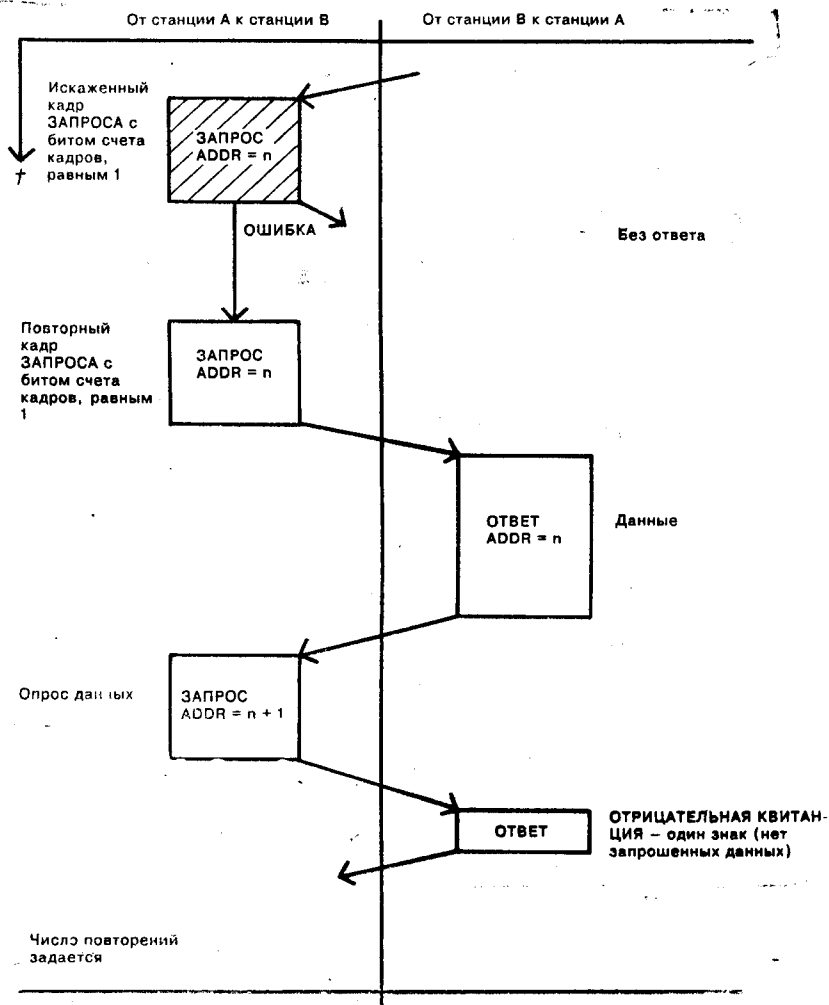 От станции А к станции В
От станции В к станции А
Искаженный
кадр
ЗАПРОСА с
битом счета
кадров,
равным 1
t
ЗАПРОС
ADDR = n
ОШИБКА
Без ответа
Повторный
кадр
ЗАПРОСА с
битом счета
кадров, равным
1
ЗАПРОС
ADDR = n
ОТВЕТ
ADDR = n
Данные
Опрос данных
ЗАПРОС
ADDR = n + 1
ОТВЕТ
ОТРИЦАТЕЛЬНАЯ КВИТАН-
ЦИЯ – один знак (нет
запрошенных данных)
Число повторений
задается